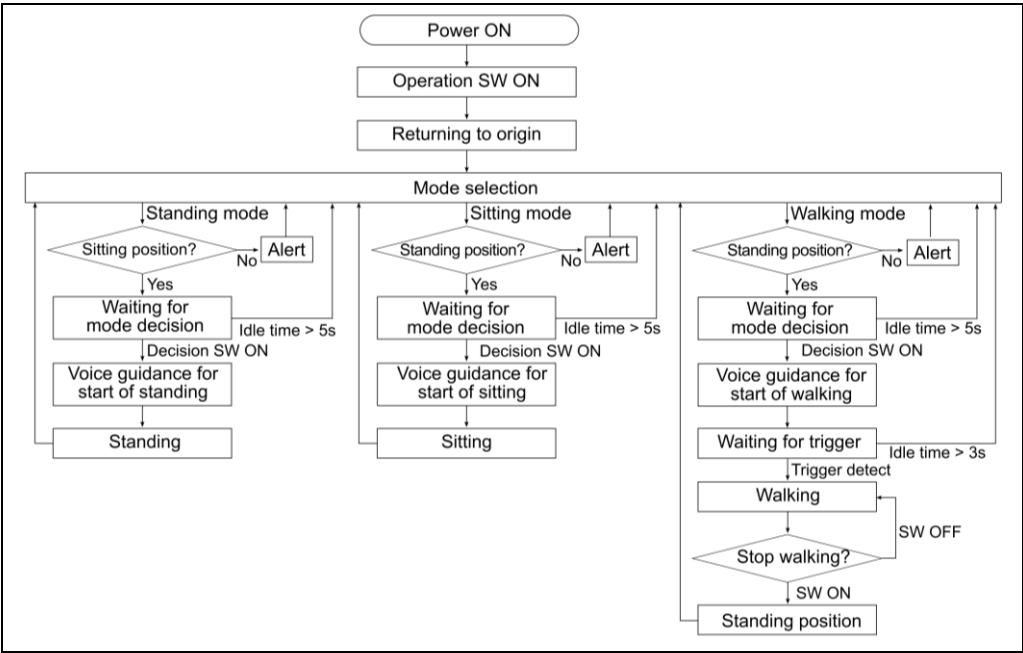 Power ON
Operation SW ON
Returning to origin
Mode selection
Standing mode
Sitting position?
No
Alert
Yes
Waiting for
mode decision
Idle time > 5s
Decision SW ON
Voice guidance for
start of standing
Standing
Sitting mode
Standing position?
No
Alert
Yes
Waiting for
mode decision
Idle time > 5s
Decision SW ON
Voice guidance for
start of sitting
Sitting
Walking mode
Standing position?
No
Alert
Yes
Waiting for
mode decision
Idle time > 5s
Decision SW ON
Voice guidance for
start of walking
Waiting for trigger
Idle time > 3s
Trigger detect
Walking
SW OFF
Stop walking?
SW ON
Standing position